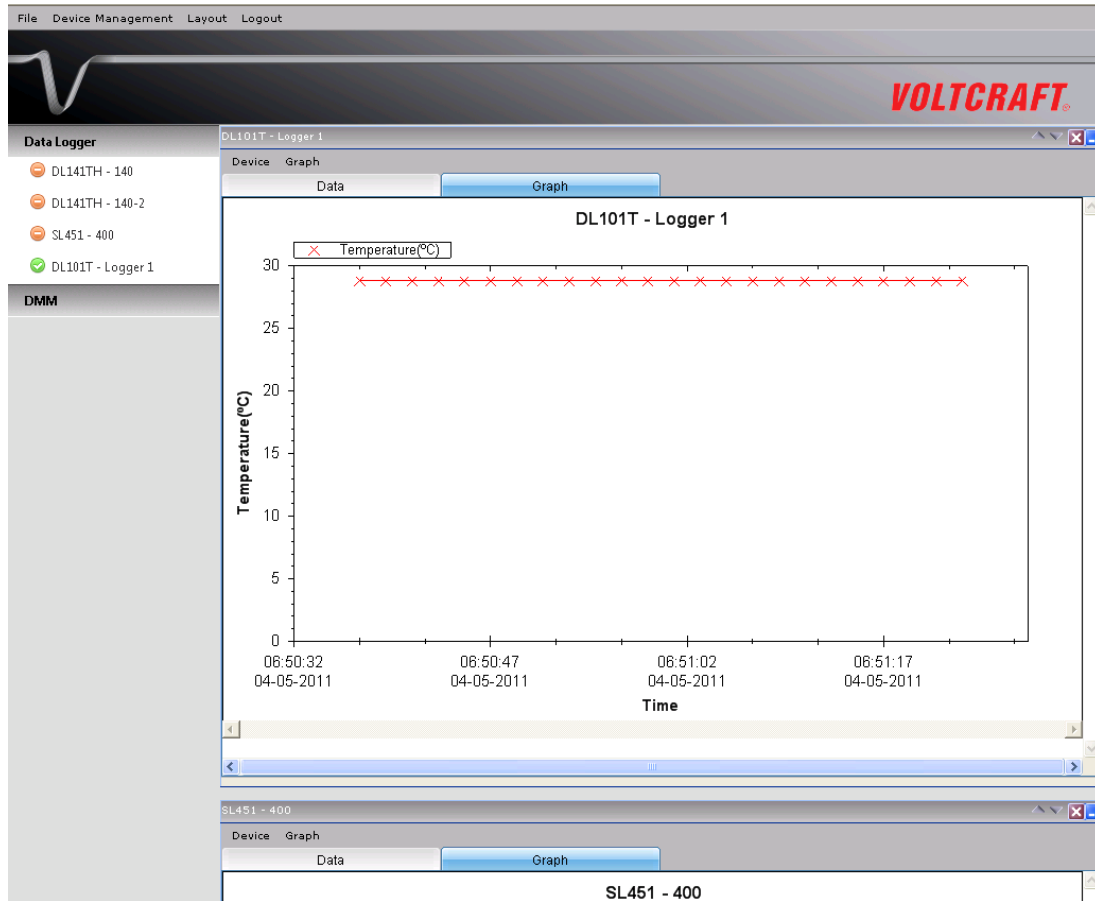 File Device Management Layout Logout
VOLTCRAFT®
Data Logger
DL141TH - 140
DL141TH - 140-2
SL451 - 400
DL101T - Logger 1
DMM
DL101T - Logger 1
Device Graph
Data Graph
DL101T - Logger 1
Temperature(ºC)
30
25
20
15
10
5
0
Temperature(ºC)
06:50:32 06:50:47 06:51:02 06:51:17
04-05-2011 04-05-2011 04-05-2011 04-05-2011
Time
SL451 - 400
Device Graph
Data Graph
SL451 - 400